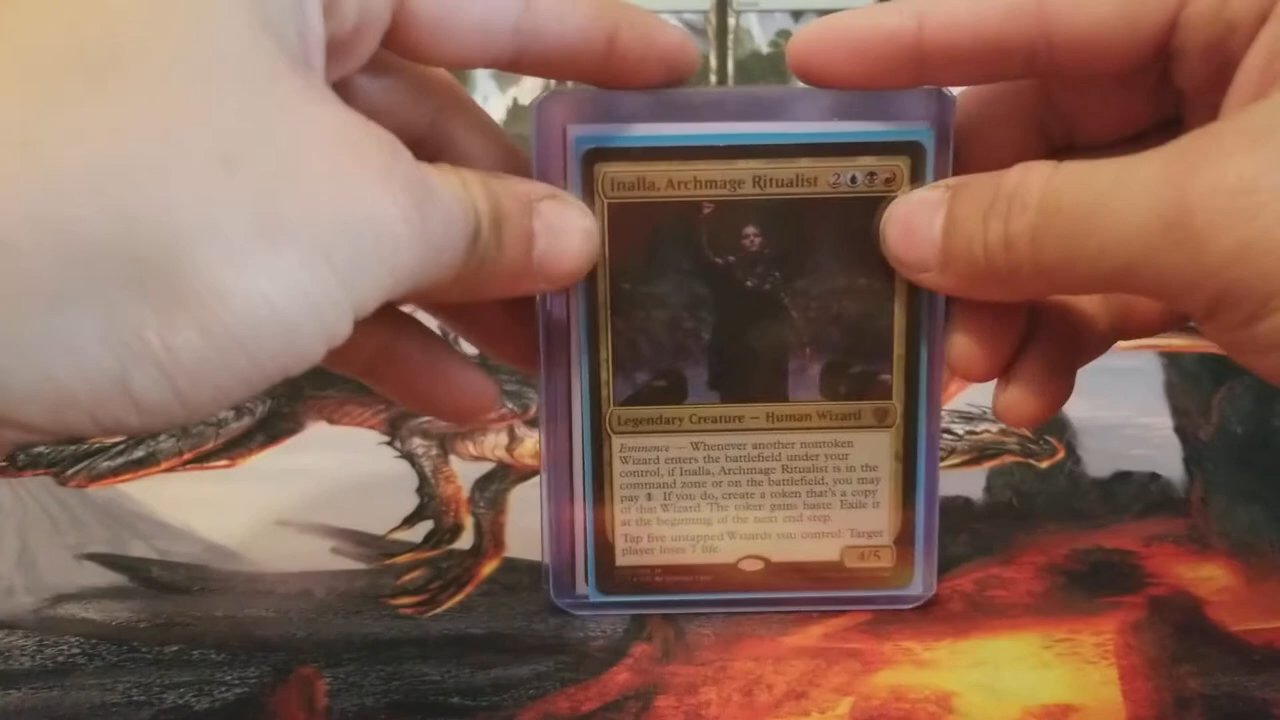 Inalla, Archmage Ritualist 2
Legendary Creature — Human Wizard
Eminence — Whenever another nontoken
Wizard enters the battlefield under your
control, if Inalla, Archmage Ritualist is in the
command zone or on the battlefield, you may
pay 1. If you do, create a token that's a copy
of that Wizard. The token gains haste. Exile it
at the beginning of the next end step.
Tap five untapped Wizards you control: Target
player loses 7 life.
4/5